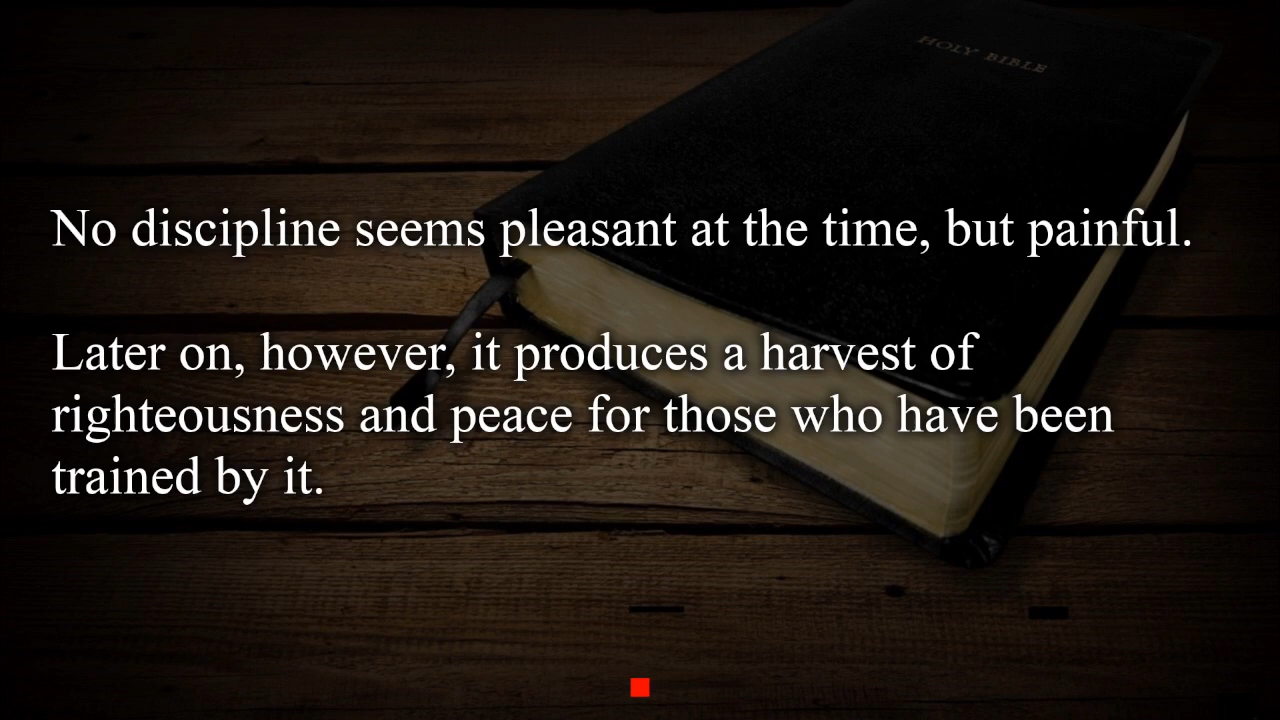 HOLY BIBLE
No discipline seems pleasant at the time, but painful.
Later on, however, it produces a harvest of
righteousness and peace for those who have been
trained by it.